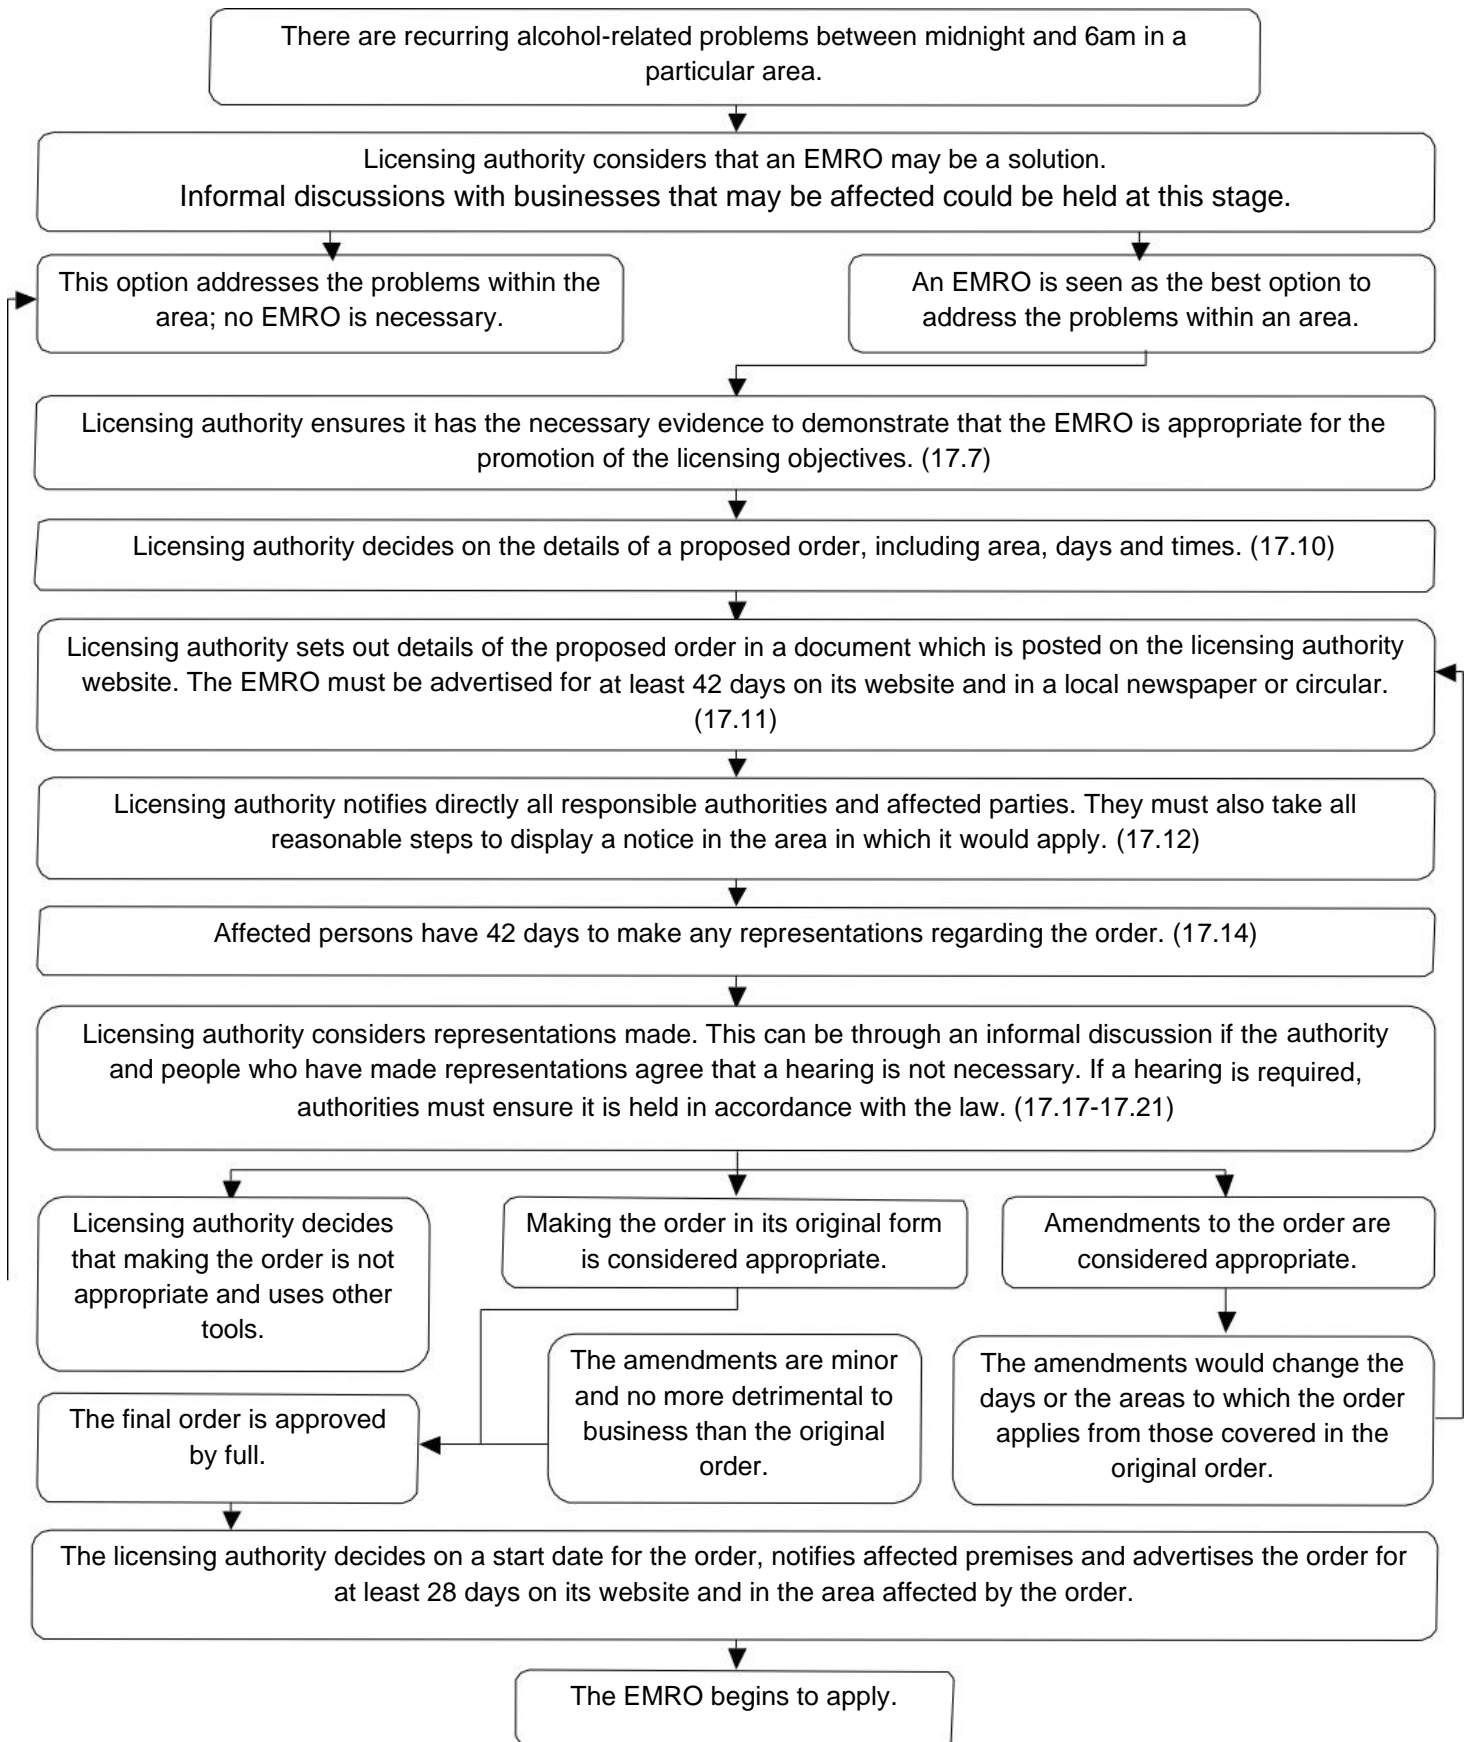 There are recurring alcohol-related problems between midnight and 6am in a
particular area.
Licensing authority considers that an EMRO may be a solution.
Informal discussions with businesses that may be affected could be held at this stage.
This option addresses the problems within the
area; no EMRO is necessary.
An EMRO is seen as the best option to
address the problems within an area.
Licensing authority ensures it has the necessary evidence to demonstrate that the EMRO is appropriate for the
promotion of the licensing objectives. (17.7)
Licensing authority decides on the details of a proposed order, including area, days and times. (17.10)
Licensing authority sets out details of the proposed order in a document which is posted on the licensing authority
website. The EMRO must be advertised for at least 42 days on its website and in a local newspaper or circular.
(17.11)
Licensing authority notifies directly all responsible authorities and affected parties. They must also take all
reasonable steps to display a notice in the area in which it would apply. (17.12)
Affected persons have 42 days to make any representations regarding the order. (17.14)
Licensing authority considers representations made. This can be through an informal discussion if the authority
and people who have made representations agree that a hearing is not necessary. If a hearing is required,
authorities must ensure it is held in accordance with the law. (17.17-17.21)
Licensing authority decides
that making the order is not
appropriate and uses other
tools.
Making the order in its original form
is considered appropriate.
Amendments to the order are
considered appropriate.
The amendments are minor
and no more detrimental to
business than the original
order.
The amendments would change the
days or the areas to which the order
applies from those covered in the
original order.
The final order is approved
by full.
The licensing authority decides on a start date for the order, notifies affected premises and advertises the order for
at least 28 days on its website and in the area affected by the order.
The EMRO begins to apply.